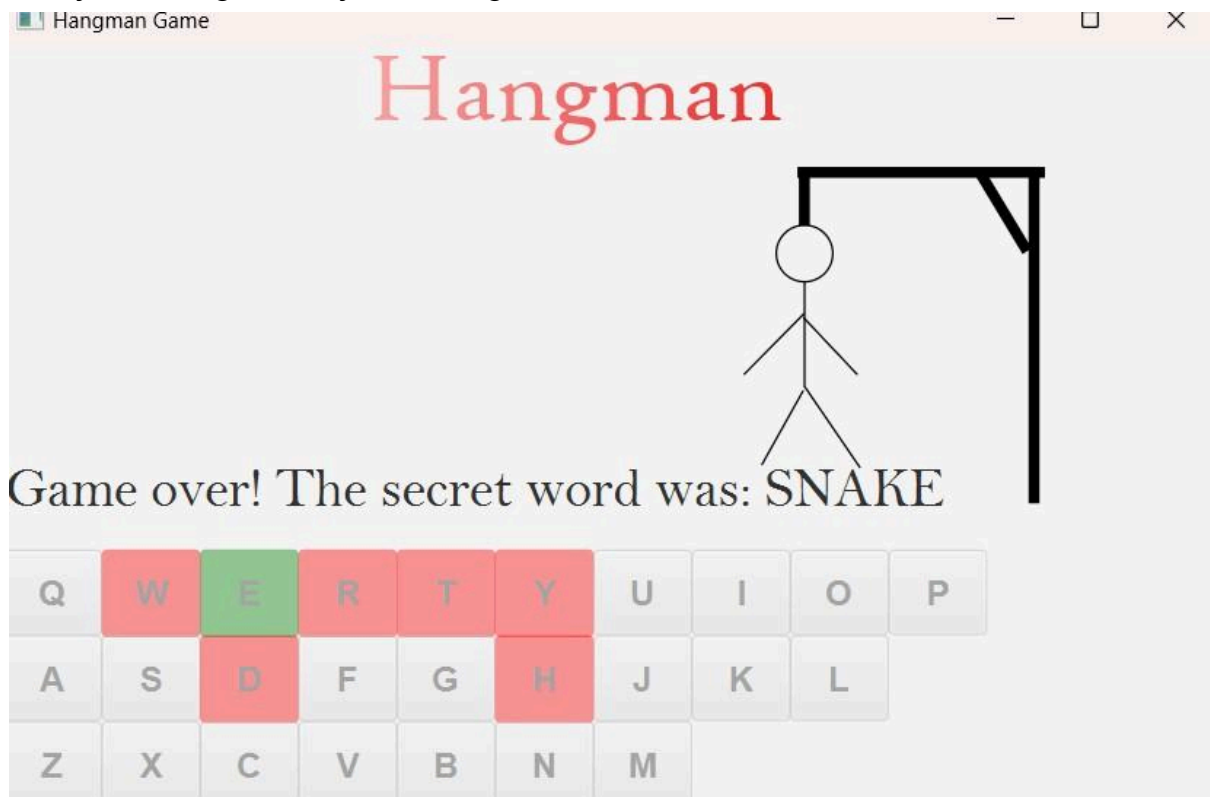 Hangman Game
Hangman
Game over! The secret word was: SNAKE
Q W E R T Y U I O P
A S D F G H J K L
Z X C V B N M